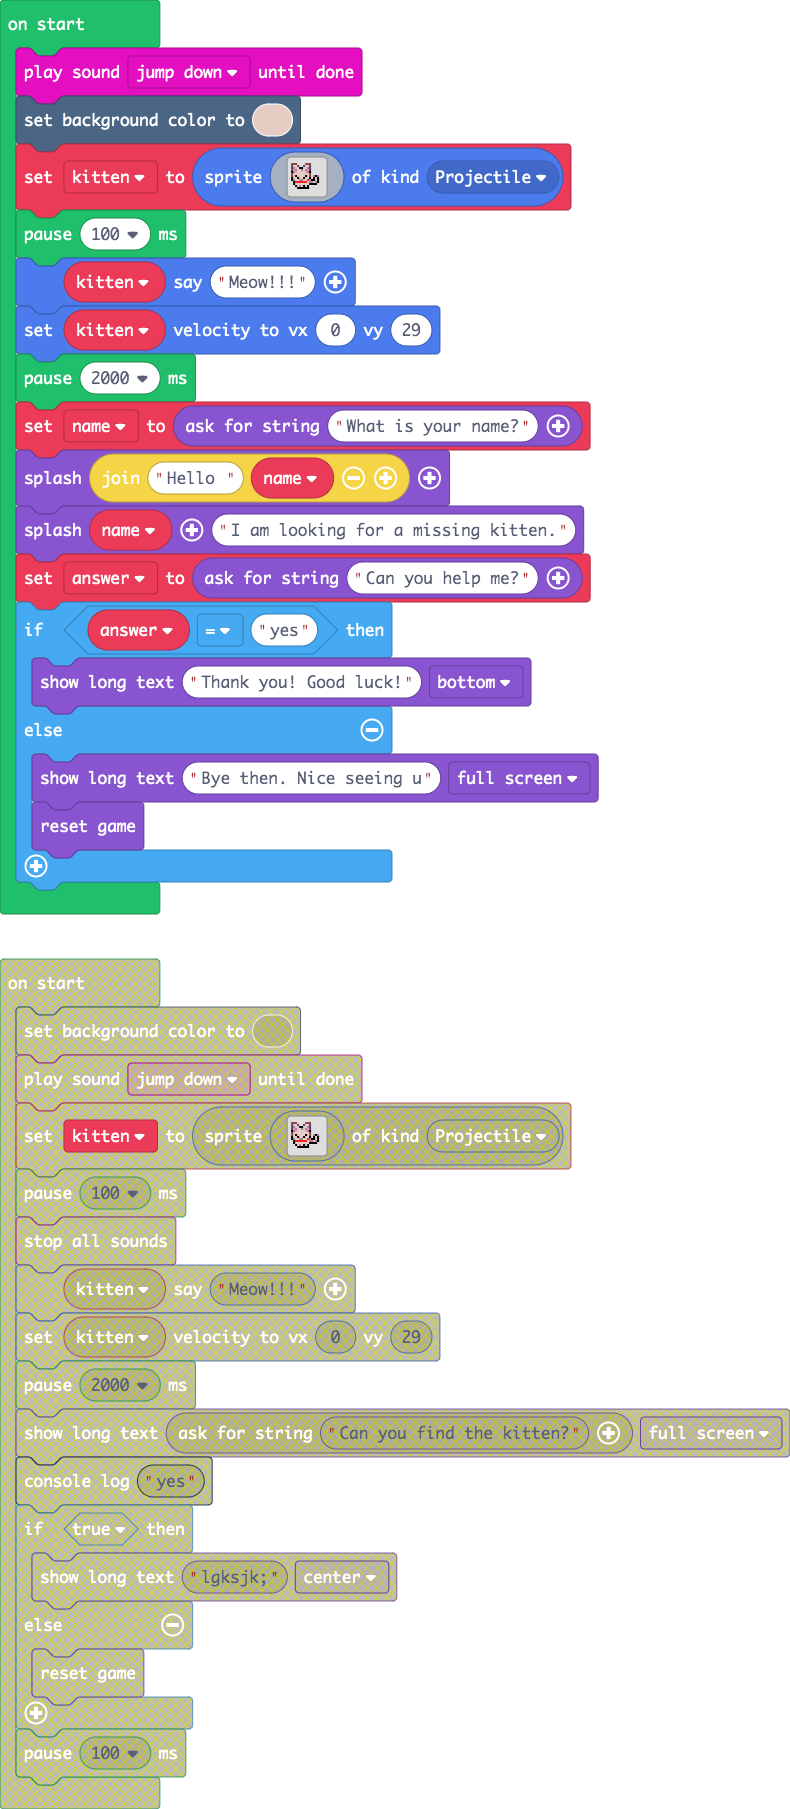 on start
play sound jump down until done
set background color to
set kitten to sprite of kind Projectile
pause 100 ms
kitten say "Meow!!!"
set kitten velocity to vx 0 vy 29
pause 2000 ms
set name to ask for string "What is your name?"
splash join "Hello " name
splash name "I am looking for a missing kitten."
set answer to ask for string "Can you help me?"
if answer = "yes" then
show long text "Thank you! Good luck!" bottom
else
show long text "Bye then. Nice seeing u" full screen
reset game
on start
set background color to
play sound jump down until done
set kitten to sprite of kind Projectile
pause 100 ms
stop all sounds
kitten say "Meow!!!"
set kitten velocity to vx 0 vy 29
pause 2000 ms
show long text ask for string "Can you find the kitten?" full screen
console log "yes"
if true then
show long text "lgksjk;" center
else
reset game
pause 100 ms